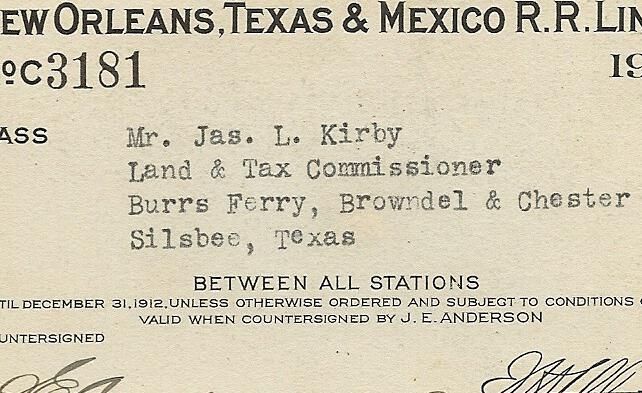 EW ORLEANS, TEXAS & MEXICO R.R. LIN
ºC3181 19
ASS Mr. Jas. L. Kirby
Land & Tax Commissioner
Burrs Ferry, Browndel & Chester
Silsbee, Texas
BETWEEN ALL STATIONS
TIL DECEMBER 31, 1912, UNLESS OTHERWISE ORDERED AND SUBJECT TO CONDITIONS
VALID WHEN COUNTERSIGNED BY J. E. ANDERSON
UNTERSIGNED